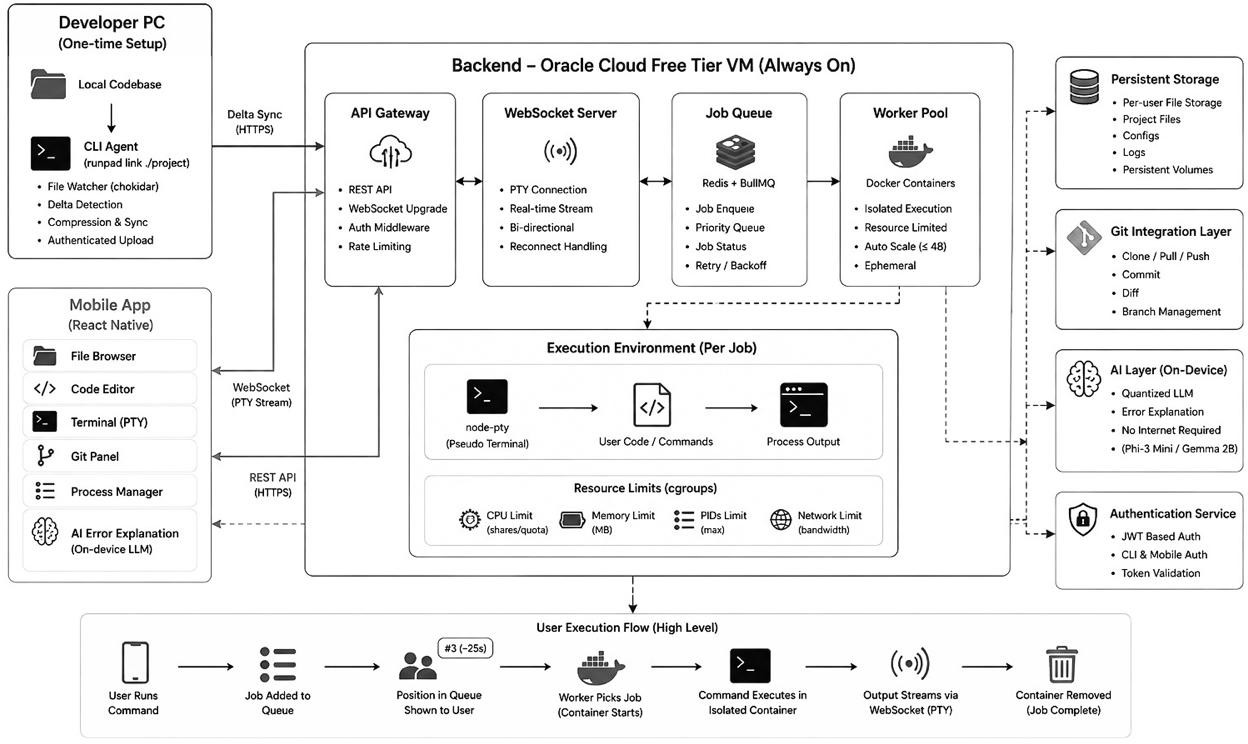 Developer PC
(One-time Setup)
Local Codebase
>_
CLI Agent
(runpad link ./project)
• File Watcher (chokidar)
• Delta Detection
• Compression & Sync
• Authenticated Upload
Delta Sync
(HTTPS)
Mobile App
(React Native)
File Browser
</> Code Editor
>_ Terminal (PTY)
Git Panel
Process Manager
AI Error Explanation
(On-device LLM)
WebSocket
(PTY Stream)
REST API
(HTTPS)
Backend – Oracle Cloud Free Tier VM (Always On)
API Gateway
• REST API
• WebSocket Upgrade
• Auth Middleware
• Rate Limiting
WebSocket Server
• PTY Connection
• Real-time Stream
• Bi-directional
• Reconnect Handling
Job Queue
Redis + BullMQ
• Job Enqueue
• Priority Queue
• Job Status
• Retry / Backoff
Worker Pool
Docker Containers
• Isolated Execution
• Resource Limited
• Auto Scale (≤ 48)
• Ephemeral
Execution Environment (Per Job)
>_
node-pty
(Pseudo Terminal)
</>
User Code / Commands
>_
Process Output
Resource Limits (cgroups)
CPU Limit
(shares/quota)
Memory Limit
(MB)
PIDs Limit
(max)
Network Limit
(bandwidth)
Persistent Storage
• Per-user File Storage
• Project Files
• Configs
• Logs
• Persistent Volumes
Git Integration Layer
• Clone / Pull / Push
• Commit
• Diff
• Branch Management
AI Layer (On-Device)
• Quantized LLM
• Error Explanation
• No Internet Required
• (Phi-3 Mini / Gemma 2B)
Authentication Service
• JWT Based Auth
• CLI & Mobile Auth
• Token Validation
User Execution Flow (High Level)
User Runs
Command
Job Added to
Queue
#3 (~25s)
Position in Queue
Shown to User
Worker Picks Job
(Container Starts)
>_
Command Executes in
Isolated Container
Output Streams via
WebSocket (PTY)
Container Removed
(Job Complete)